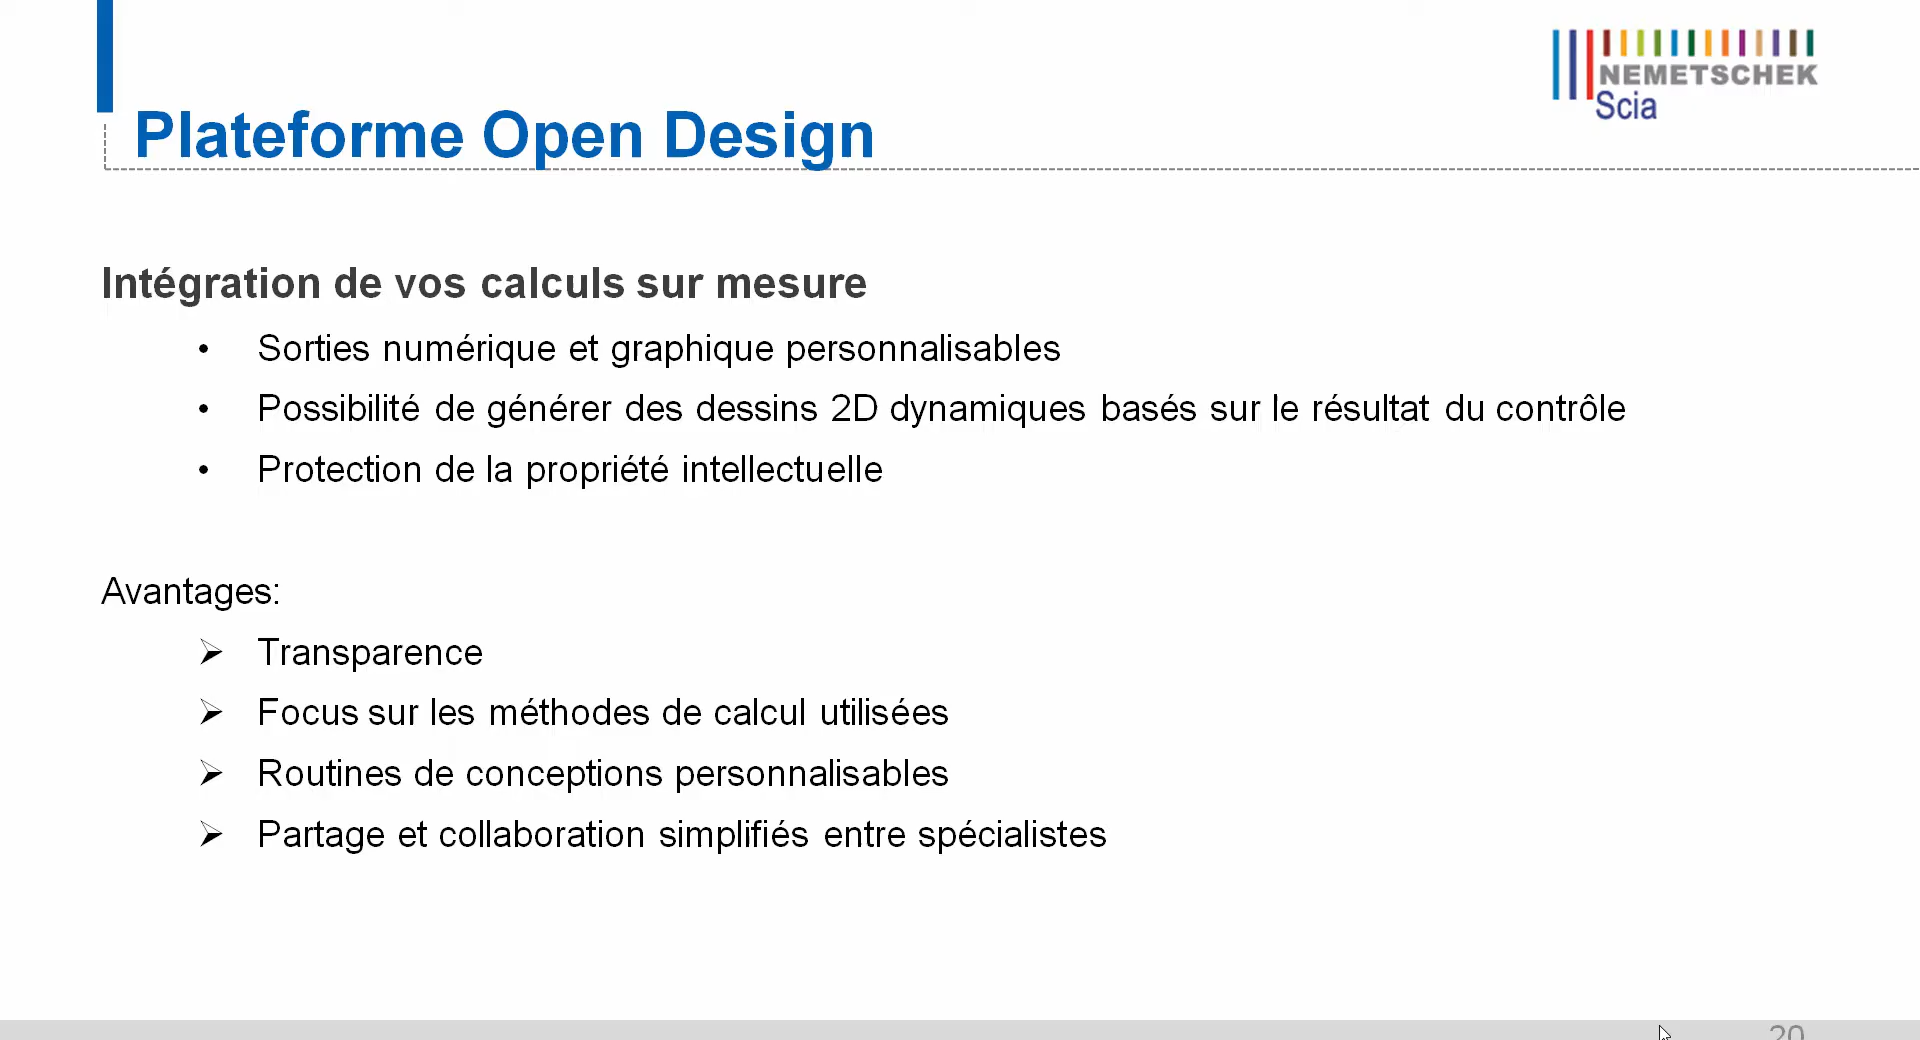 NEMETSCHEK
Scia
Plateforme Open Design
Intégration de vos calculs sur mesure
• Sorties numérique et graphique personnalisables
• Possibilité de générer des dessins 2D dynamiques basés sur le résultat du contrôle
• Protection de la propriété intellectuelle
Avantages:
➢ Transparence
➢ Focus sur les méthodes de calcul utilisées
➢ Routines de conceptions personnalisables
➢ Partage et collaboration simplifiés entre spécialistes
20